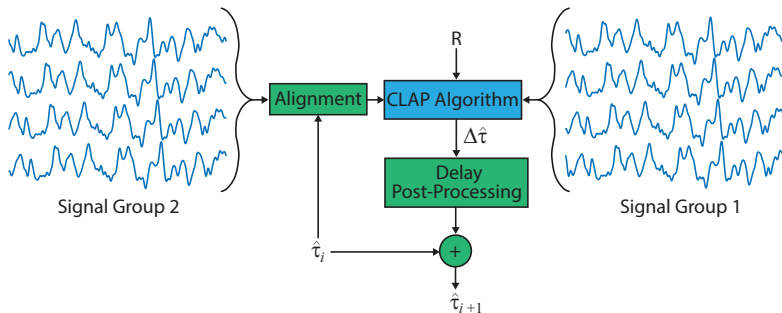 R
Alignment
CLAP Algorithm
Δτ̂
Delay
Post-Processing
Signal Group 2
Signal Group 1
τ̂i
+
τ̂i+1